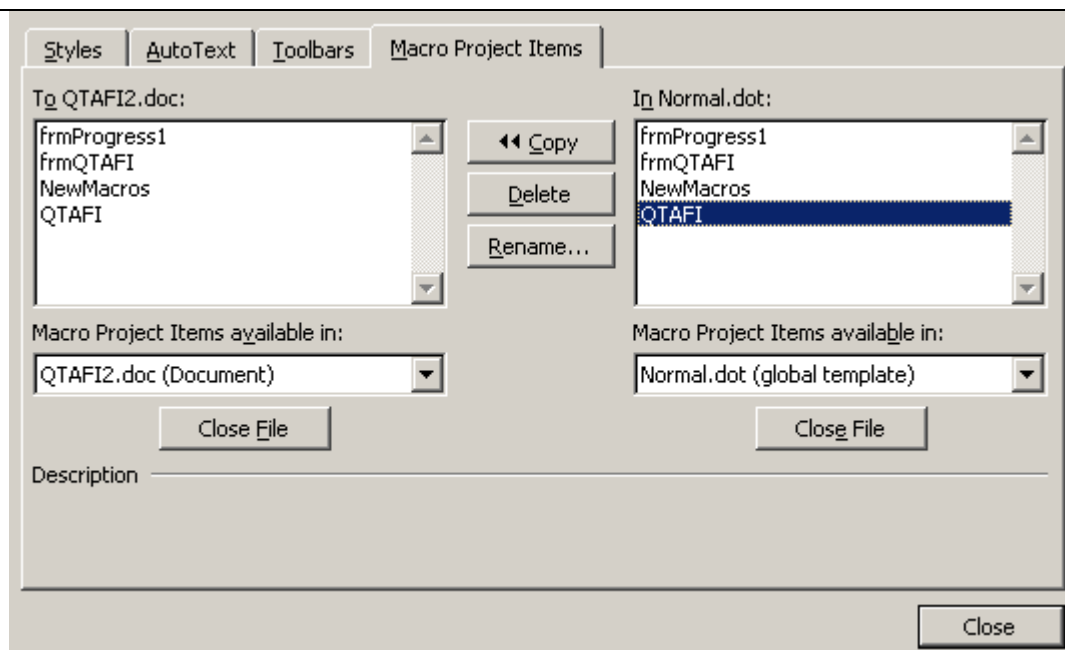 Styles AutoText Toolbars Macro Project Items
To QTAFI2.doc:
frmProgress1
frmQTAFI
NewMacros
QTAFI
Copy
Delete
Rename...
In Normal.dot:
frmProgress1
frmQTAFI
NewMacros
QTAFI
Macro Project Items available in:
QTAFI2.doc (Document)
Close File
Macro Project Items available in:
Normal.dot (global template)
Close File
Description
Close